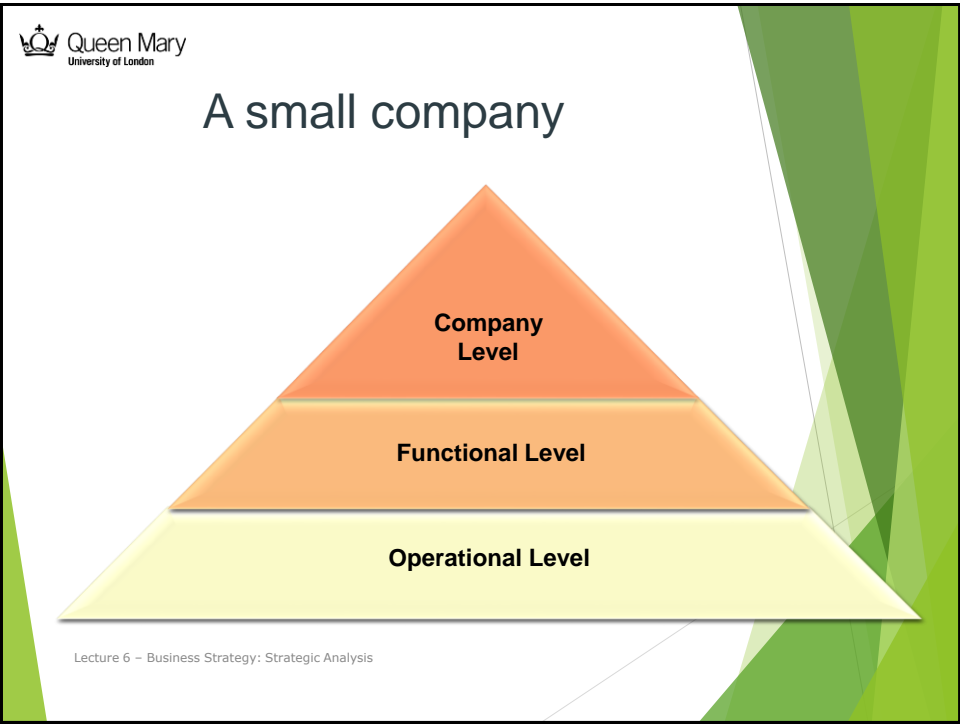 Queen Mary
University of London
A small company
Company
Level
Functional Level
Operational Level
Lecture 6 – Business Strategy: Strategic Analysis